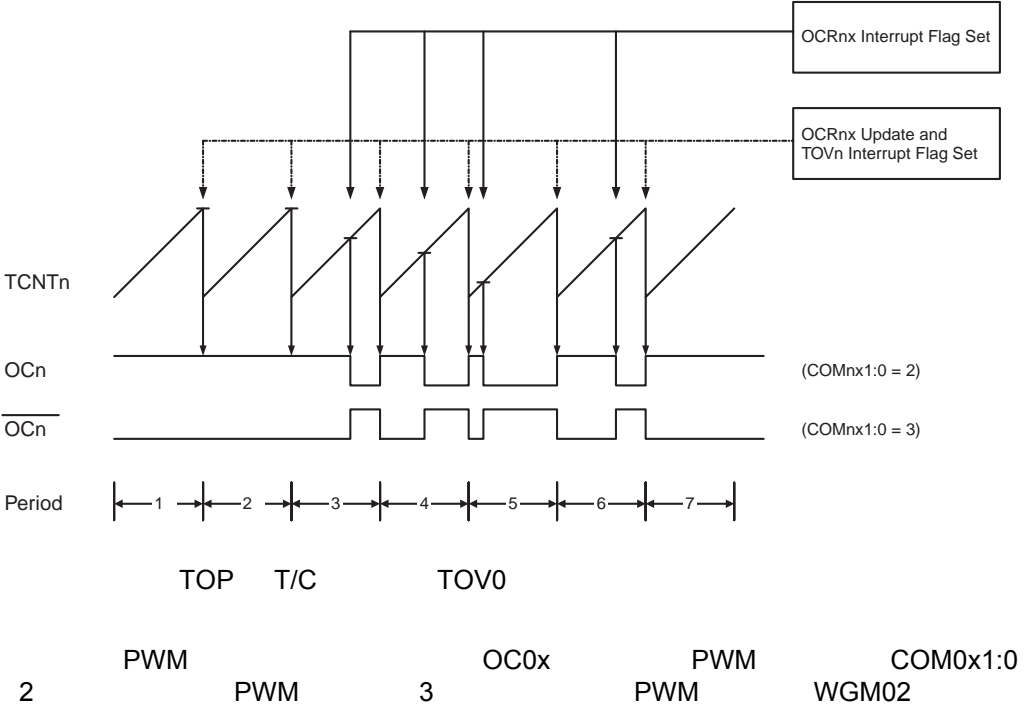 OCRnx Interrupt Flag Set
OCRnx Update and
TOVn Interrupt Flag Set
TCNTn
OCn
(COMnx1:0 = 2)
OCn
(COMnx1:0 = 3)
Period
1 2 3 4 5 6 7
TOP T/C TOV0
PWM OC0x PWM COM0x1:0
2 PWM 3 PWM WGM02